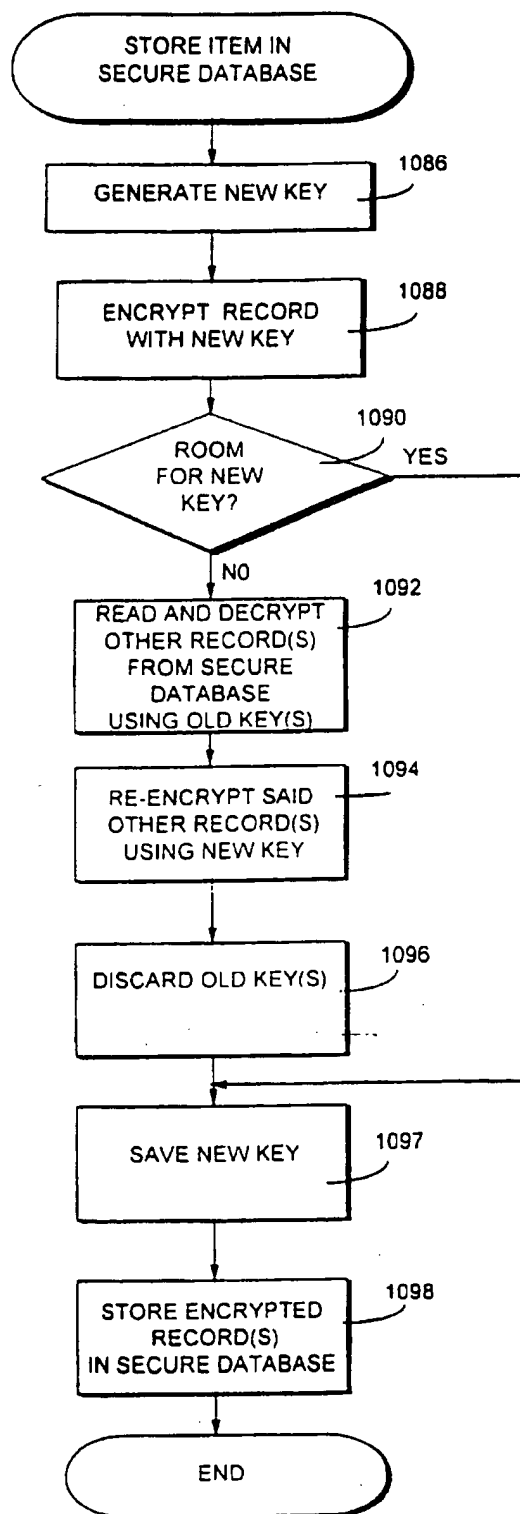 STORE ITEM IN
SECURE DATABASE
1086
GENERATE NEW KEY
1088
ENCRYPT RECORD
WITH NEW KEY
1090
ROOM
FOR NEW
KEY?
YES
NO
1092
READ AND DECRYPT
OTHER RECORD(S)
FROM SECURE
DATABASE
USING OLD KEY(S)
1094
RE-ENCRYPT SAID
OTHER RECORD(S)
USING NEW KEY
1096
DISCARD OLD KEY(S)
1097
SAVE NEW KEY
1098
STORE ENCRYPTED
RECORD(S)
IN SECURE DATABASE
END